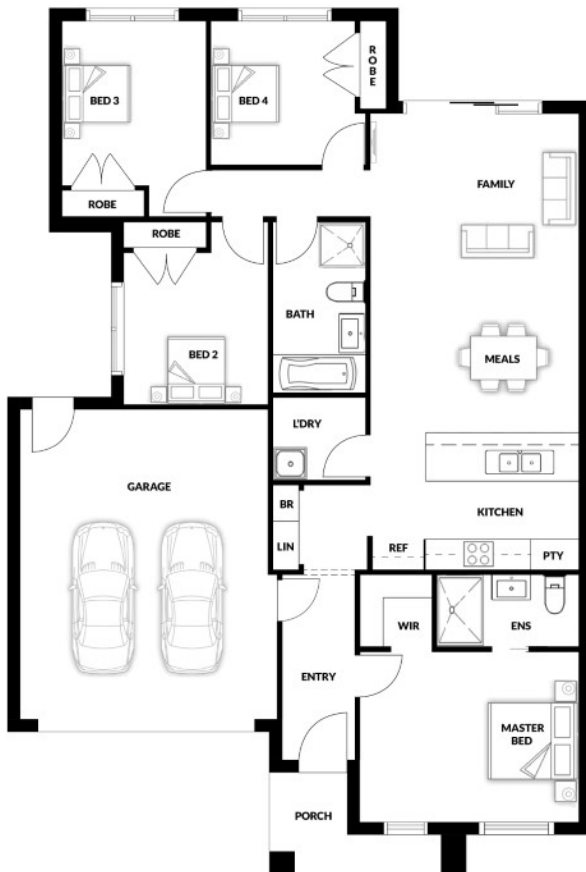 ROBE
BED 3
BED 4
FAMILY
ROBE
ROBE
BATH
BED 2
MEALS
L'DRY
GARAGE
BR
KITCHEN
LIN
REF
PTY
WIR
ENS
ENTRY
MASTER
BED
PORCH